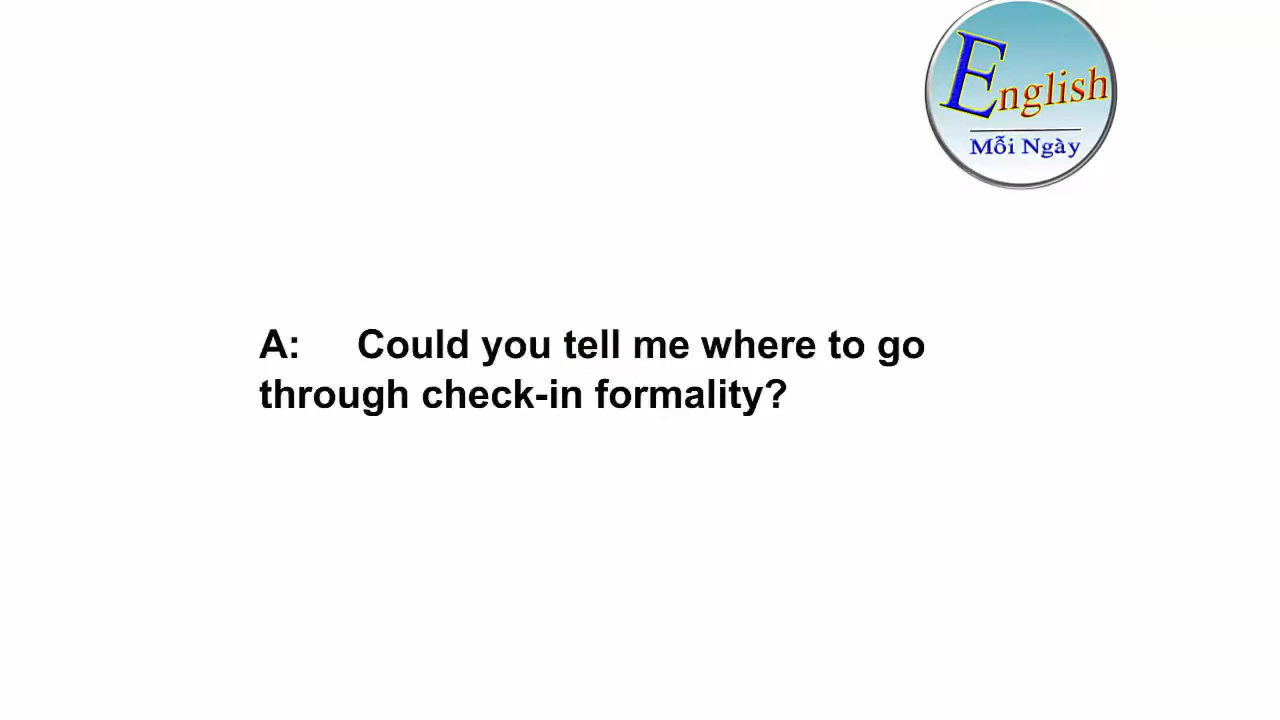 English
Mỗi Ngày
A: Could you tell me where to go
through check-in formality?